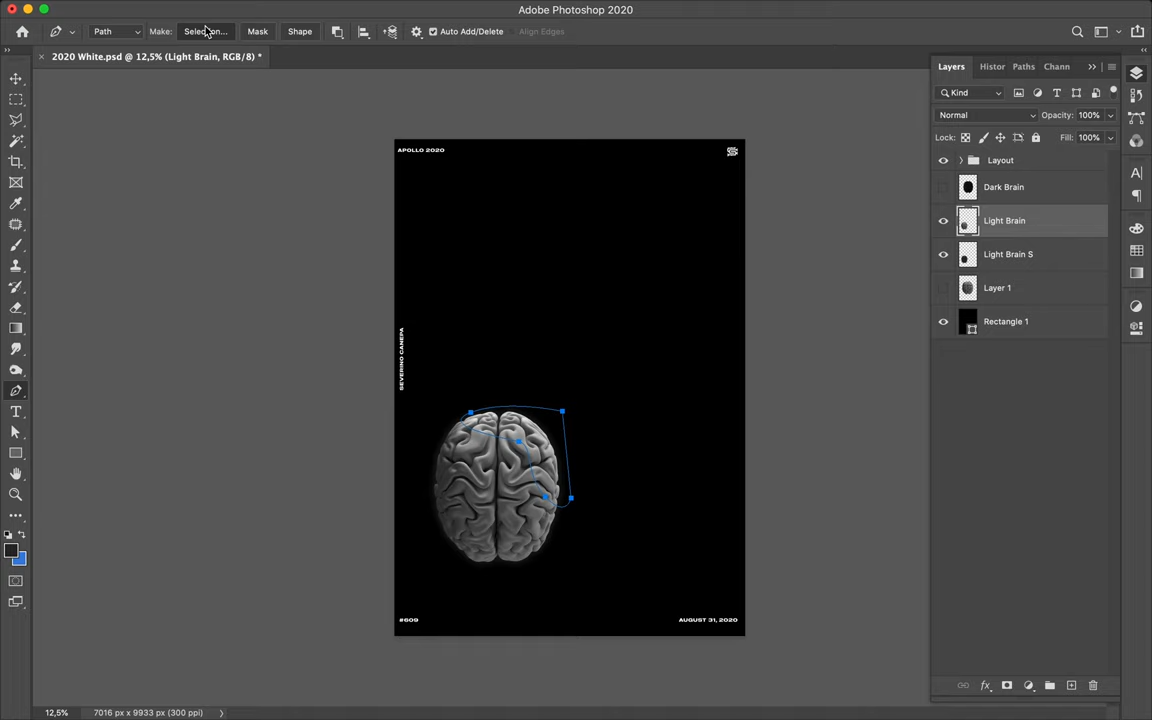 Adobe Photoshop 2020
Path
Make:
Selection...
Mask
Shape
Auto Add/Delete
Align Edges
2020 White.psd @ 12,5% (Light Brain, RGB/8) *
Layers
Histor
Paths
Chann
Kind
Normal
Opacity: 100%
Lock:
Fill: 100%
Layout
Dark Brain
Light Brain
Light Brain S
Layer 1
Rectangle 1
APOLLO 2020
SEVERINO CANEPA
#609
AUGUST 31, 2020
fx
12,5%
7016 px x 9933 px (300 ppi)